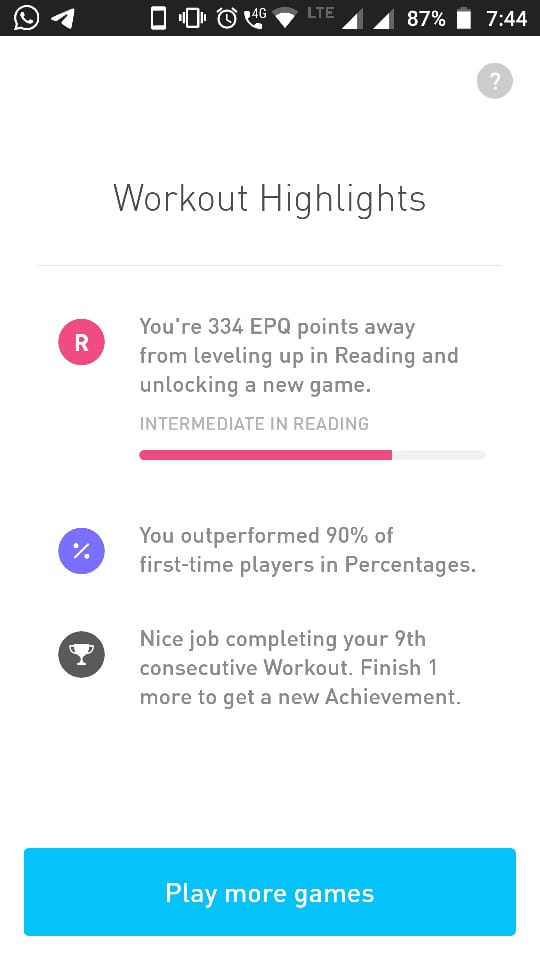 4G LTE 87% 7:44
?
Workout Highlights
R
You're 334 EPQ points away
from leveling up in Reading and
unlocking a new game.
INTERMEDIATE IN READING
%
You outperformed 90% of
first-time players in Percentages.
Nice job completing your 9th
consecutive Workout. Finish 1
more to get a new Achievement.
Play more games